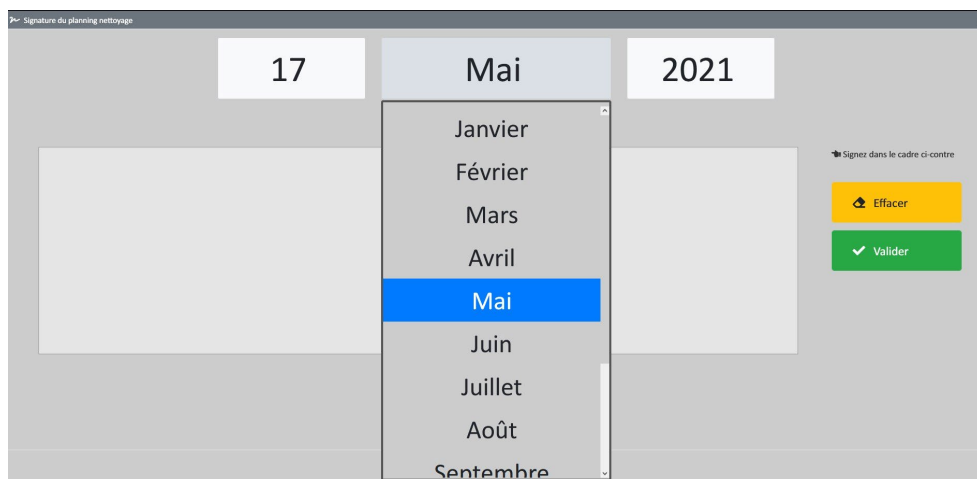 Signature du planning nettoyage
17 Mai 2021
Janvier
Février
Mars
Avril
Mai
Juin
Juillet
Août
Septembre
Signez dans le cadre ci-contre
Effacer
Valider